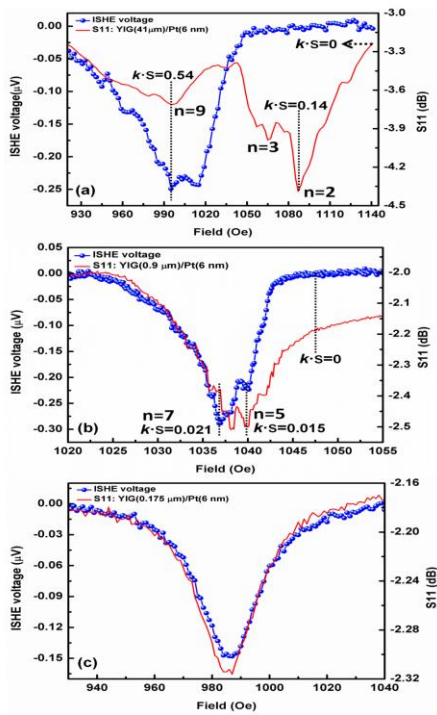 ISHE voltage
S11: YIG(41μm)/Pt(6 nm)
0.00
-0.05
-0.10
-0.15
-0.20
-0.25
ISHE voltage(μV)
-3.0
-3.3
-3.6
-3.9
-4.2
-4.5
S11 (dB)
k·S=0
k·S=0.54
k·S=0.14
n=9
n=3
n=2
(a)
930 960 990 1020 1050 1080 1110 1140
Field (Oe)
ISHE voltage
S11: YIG(0.9 μm)/Pt(6 nm)
0.05
0.00
-0.05
-0.10
-0.15
-0.20
-0.25
-0.30
ISHE voltage (μV)
-2.0
-2.1
-2.2
-2.3
-2.4
-2.5
S11 (dB)
k·S=0
n=7
k·S=0.021
n=5
k·S=0.015
(b)
1020 1025 1030 1035 1040 1045 1050 1055
Field (Oe)
ISHE voltage
S11: YIG(0.175 μm)/Pt(6 nm)
0.00
-0.03
-0.06
-0.09
-0.12
-0.15
ISHE voltage (μV)
-2.16
-2.20
-2.24
-2.28
-2.32
S11 (dB)
(c)
940 960 980 1000 1020 1040
Field (Oe)